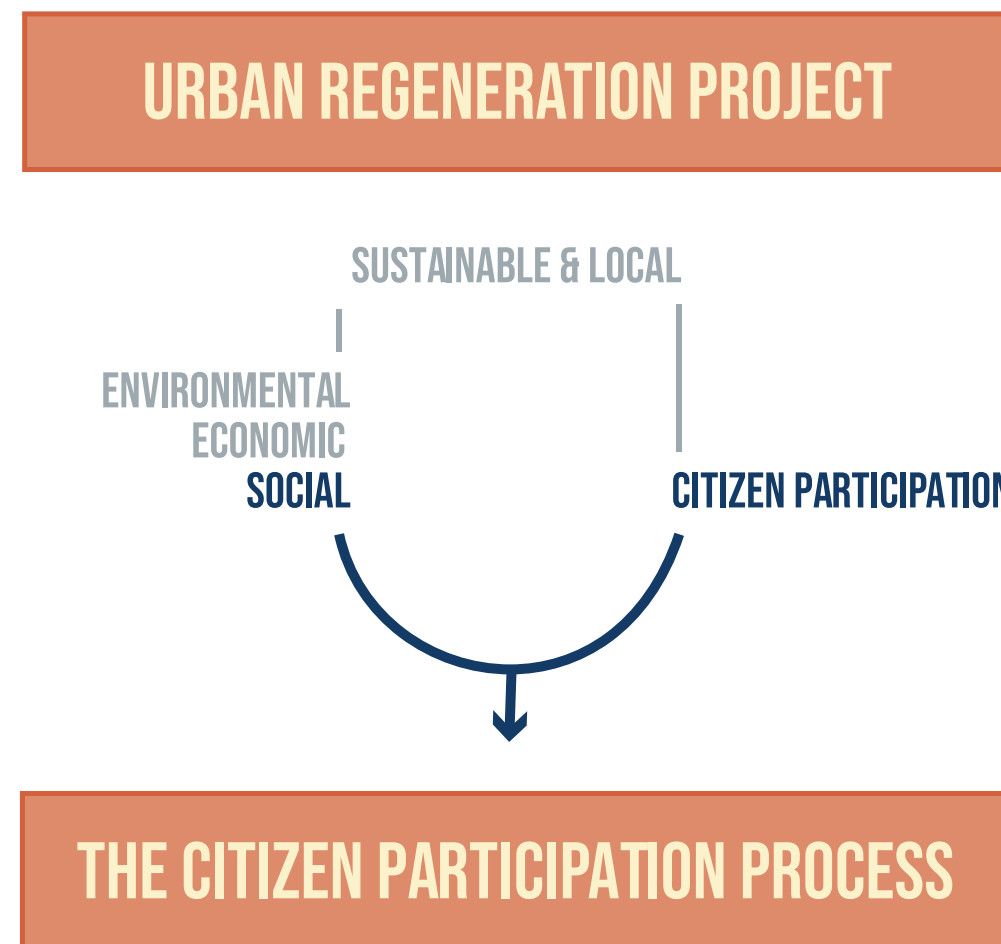 URBAN REGENERATION PROJECT
SUSTAINABLE & LOCAL
ENVIRONMENTAL
ECONOMIC
SOCIAL
CITIZEN PARTICIPATION
THE CITIZEN PARTICIPATION PROCESS